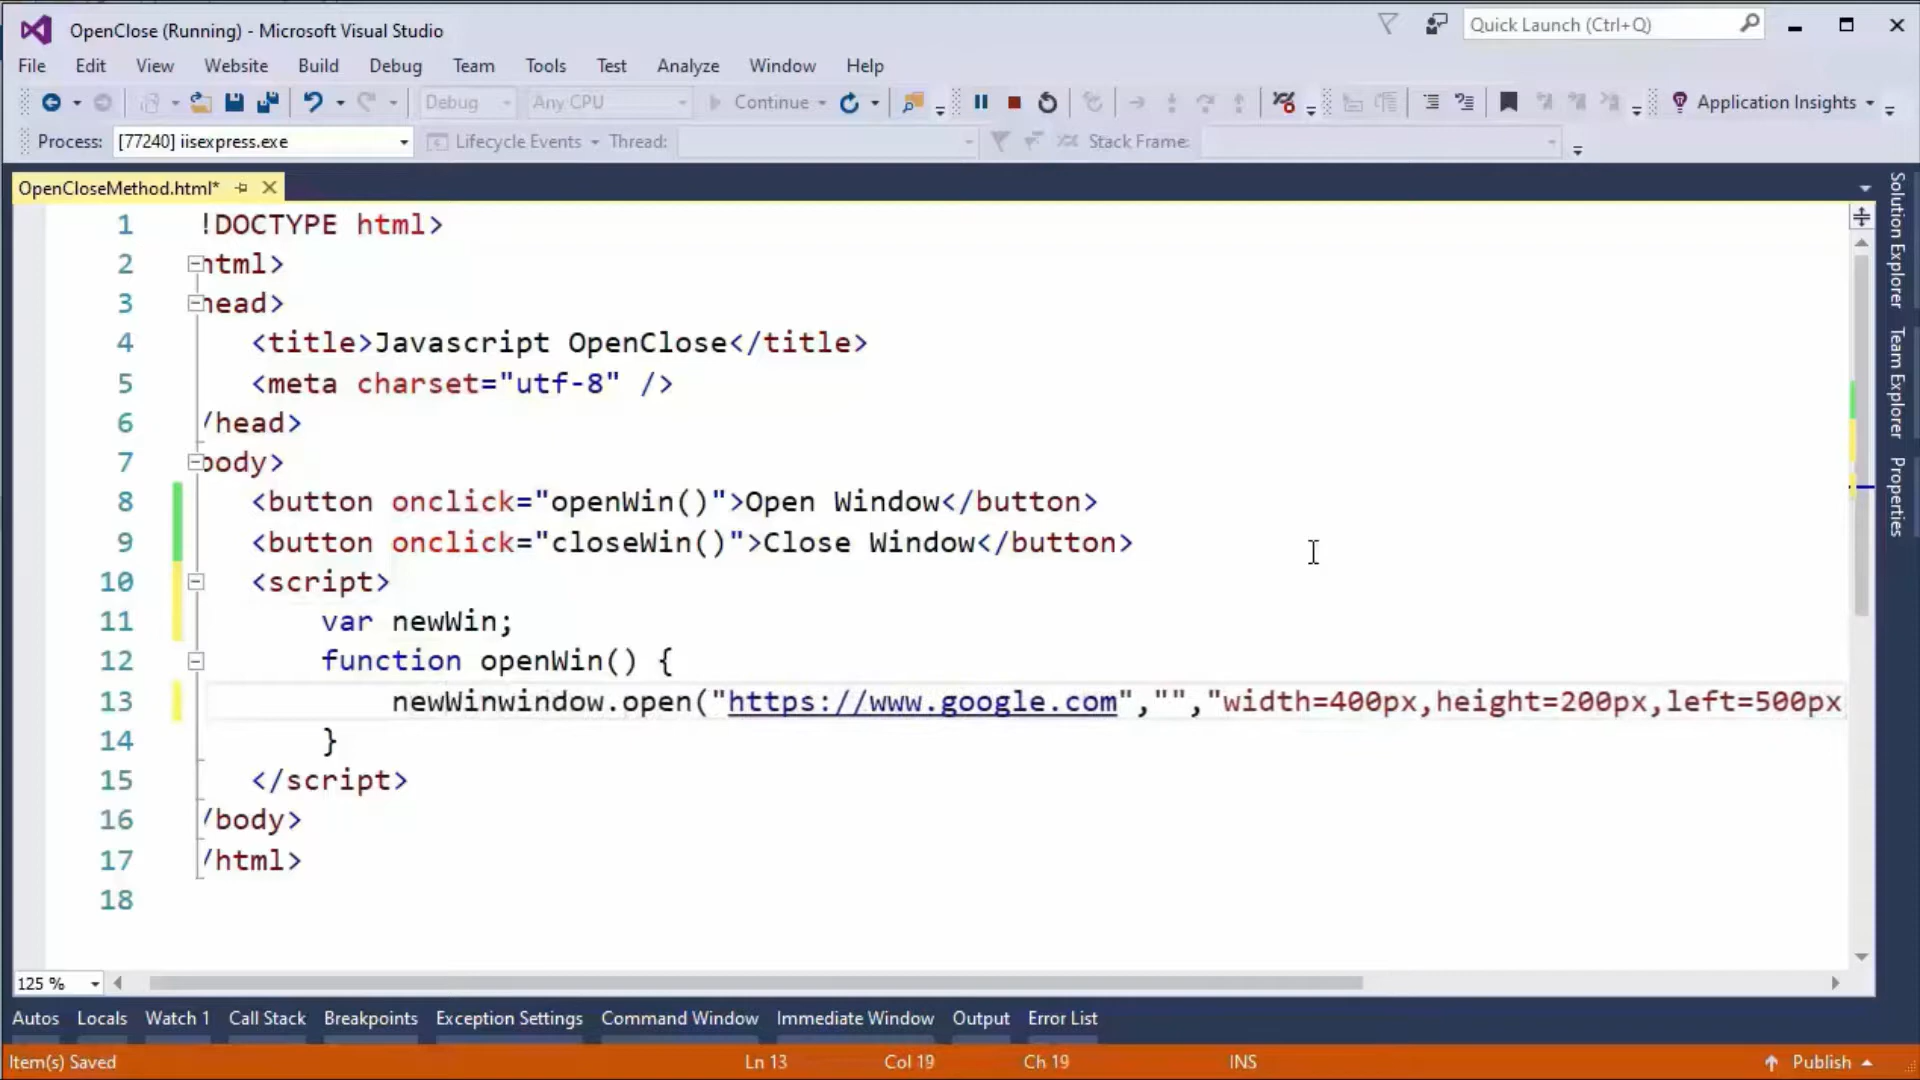 OpenClose (Running) - Microsoft Visual Studio
Quick Launch (Ctrl+Q)
File Edit View Website Build Debug Team Tools Test Analyze Window Help
Debug Any CPU Continue Application Insights
Process: [77240] iisexpress.exe Lifecycle Events Thread: Stack Frame:
OpenCloseMethod.html*
1 !DOCTYPE html>
2 html>
3 head>
4 <title>Javascript OpenClose</title>
5 <meta charset="utf-8" />
6 /head>
7 body>
8 <button onclick="openWin()">Open Window</button>
9 <button onclick="closeWin()">Close Window</button>
10 <script>
11 var newWin;
12 function openWin() {
13 newWinwindow.open("https://www.google.com","","width=400px,height=200px,left=500px
14 }
15 </script>
16 /body>
17 /html>
18
Solution Explorer
Team Explorer
Properties
125 %
Autos Locals Watch 1 Call Stack Breakpoints Exception Settings Command Window Immediate Window Output Error List
Item(s) Saved Ln 13 Col 19 Ch 19 INS Publish